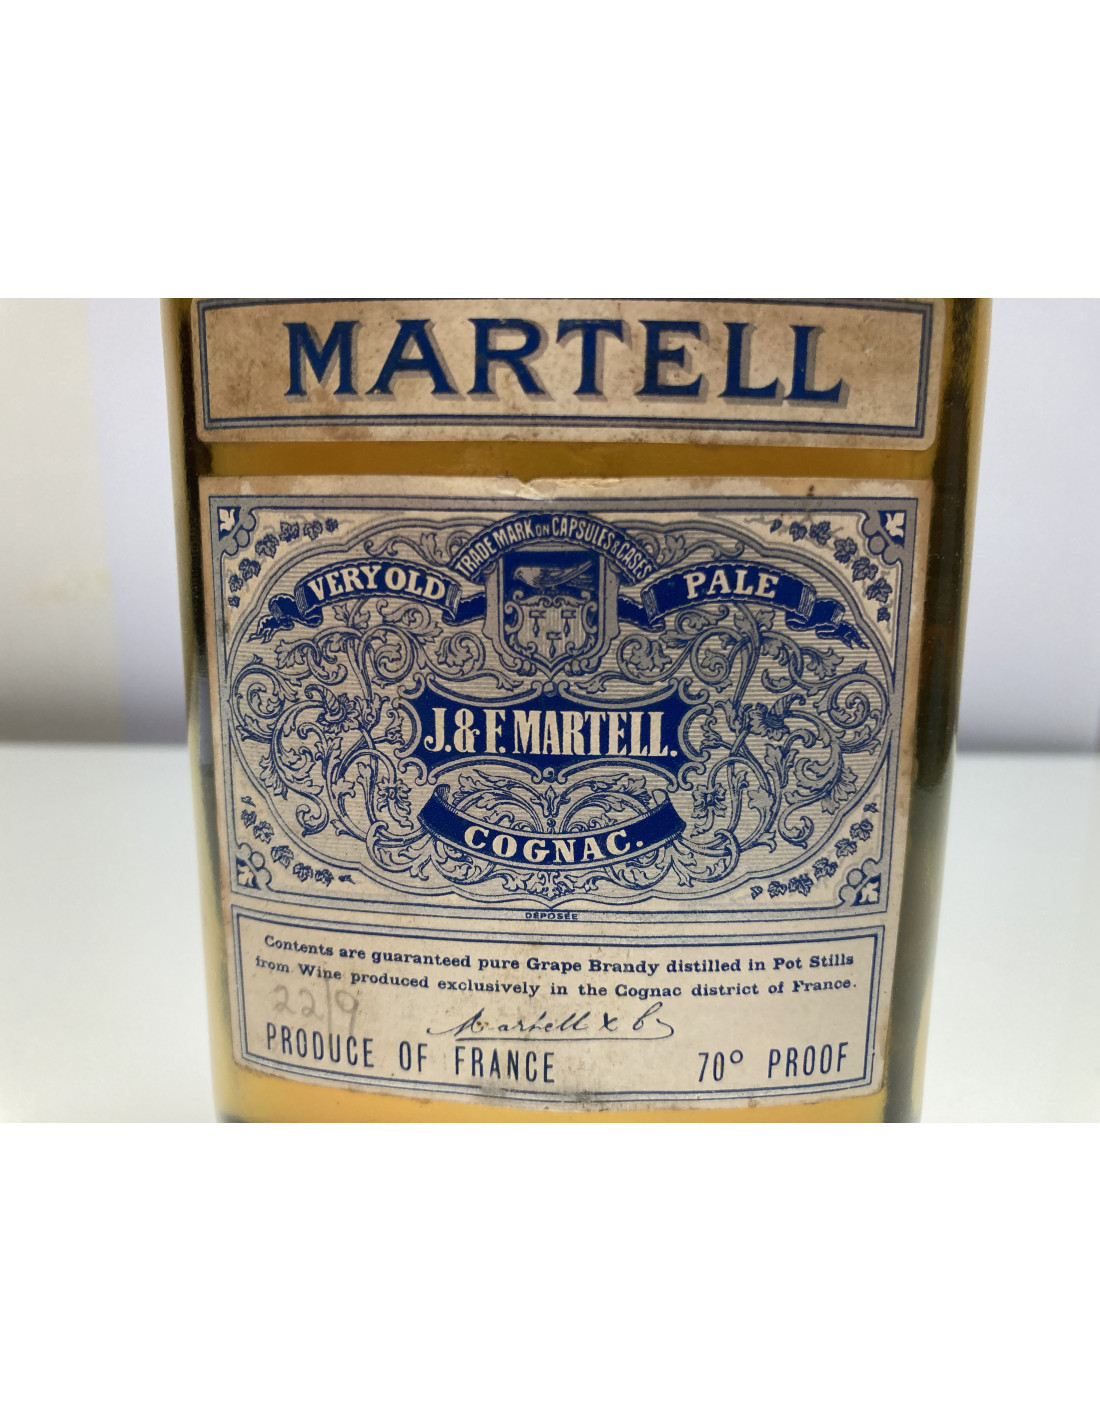 MARTELL
TRADE MARK ON CAPSULES & CASES
VERY OLD PALE
J. & F. MARTELL.
COGNAC.
DÉPOSÉE
Contents are guaranteed pure Grape Brandy distilled in Pot Stills
from Wine produced exclusively in the Cognac district of France.
22/9
Martell & Co
PRODUCE OF FRANCE 70° PROOF